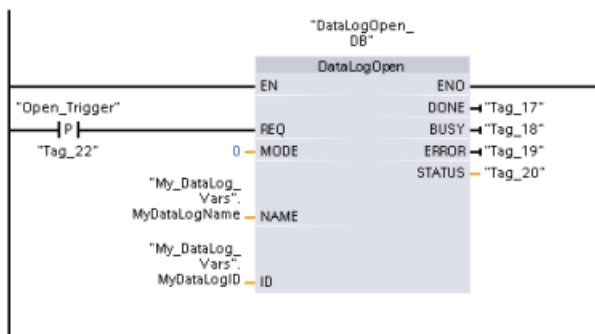 "DataLogOpen_
DB"
DataLogOpen
EN
ENO
"Open_Trigger"
P
"Tag_22"
REQ
DONE
"Tag_17"
BUSY
"Tag_18"
0
MODE
ERROR
"Tag_19"
STATUS
"Tag_20"
"My_DataLog_
Vars".
MyDataLogName
NAME
"My_DataLog_
Vars".
MyDataLogID
ID